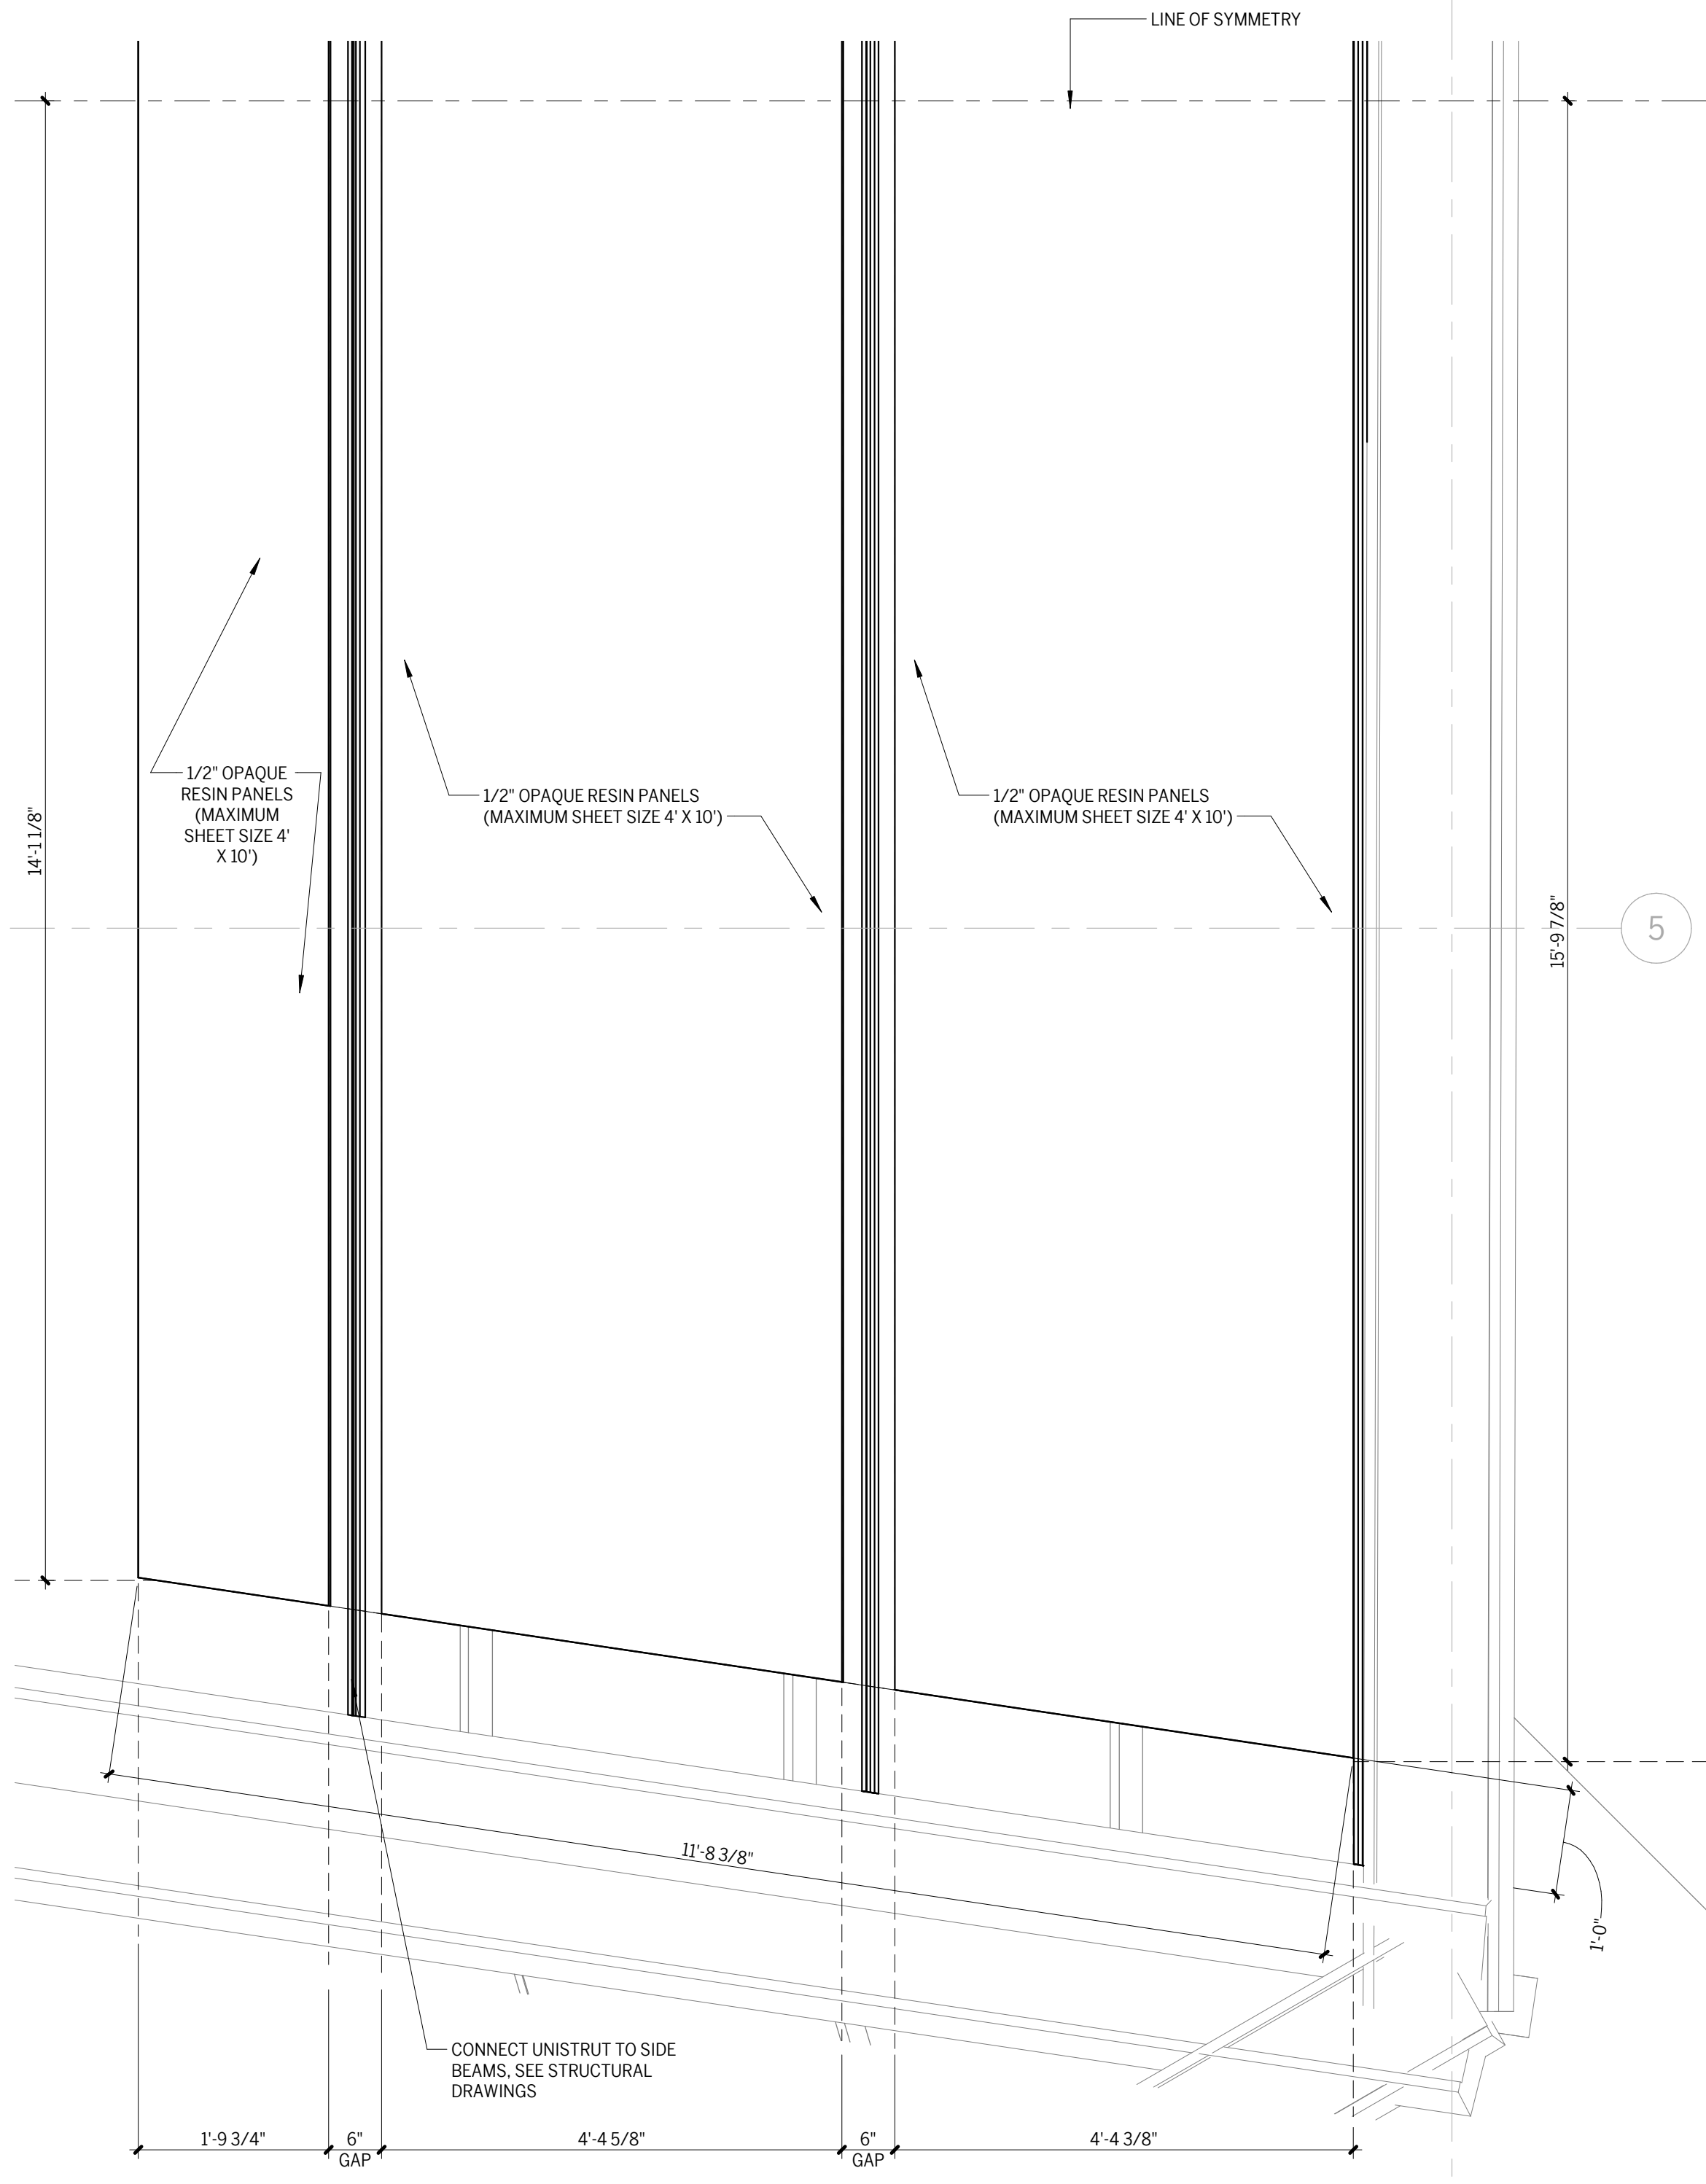 LINE OF SYMMETRY
14'-1 1/8"
1/2" OPAQUE
RESIN PANELS
(MAXIMUM
SHEET SIZE 4'
X 10')
1/2" OPAQUE RESIN PANELS
(MAXIMUM SHEET SIZE 4' X 10')
1/2" OPAQUE RESIN PANELS
(MAXIMUM SHEET SIZE 4' X 10')
15'-9 7/8"
5
11'-8 3/8"
1'-0"
CONNECT UNISTRUT TO SIDE
BEAMS, SEE STRUCTURAL
DRAWINGS
1'-9 3/4"
6"
GAP
4'-4 5/8"
6"
GAP
4'-4 3/8"